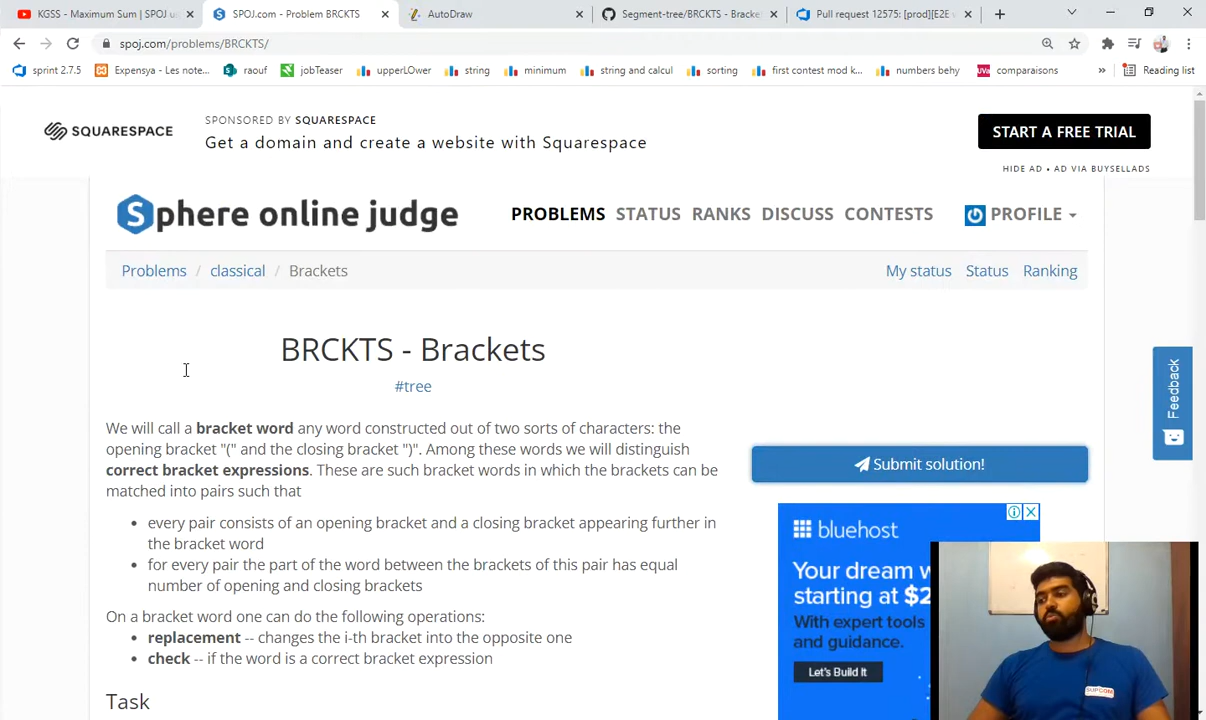 KGSS - Maximum Sum | SPOJ u
SPOJ.com - Problem BRCKTS
AutoDraw
Segment-tree/BRCKTS - Bracke
Pull request 12575: [prod][E2E
spoj.com/problems/BRCKTS/
sprint 2.7.5
Expensya - Les note...
raouf
jobTeaser
upperLOwer
string
minimum
string and calcul
sorting
first contest mod k...
numbers behy
comparaisons
»
Reading list
SQUARESPACE
SPONSORED BY SQUARESPACE
Get a domain and create a website with Squarespace
START A FREE TRIAL
HIDE AD • AD VIA BUYSELLADS
Sphere online judge
PROBLEMS STATUS RANKS DISCUSS CONTESTS
PROFILE
Problems / classical / Brackets
My status Status Ranking
BRCKTS - Brackets
#tree
We will call a bracket word any word constructed out of two sorts of characters: the
opening bracket "(" and the closing bracket ")". Among these words we will distinguish
correct bracket expressions. These are such bracket words in which the brackets can be
matched into pairs such that
• every pair consists of an opening bracket and a closing bracket appearing further in
the bracket word
• for every pair the part of the word between the brackets of this pair has equal
number of opening and closing brackets
On a bracket word one can do the following operations:
• replacement -- changes the i-th bracket into the opposite one
• check -- if the word is a correct bracket expression
Task
Submit solution!
Feedback
bluehost
Your dream w
starting at $2
With expert tools
and guidance.
Let's Build It
SUPCOM